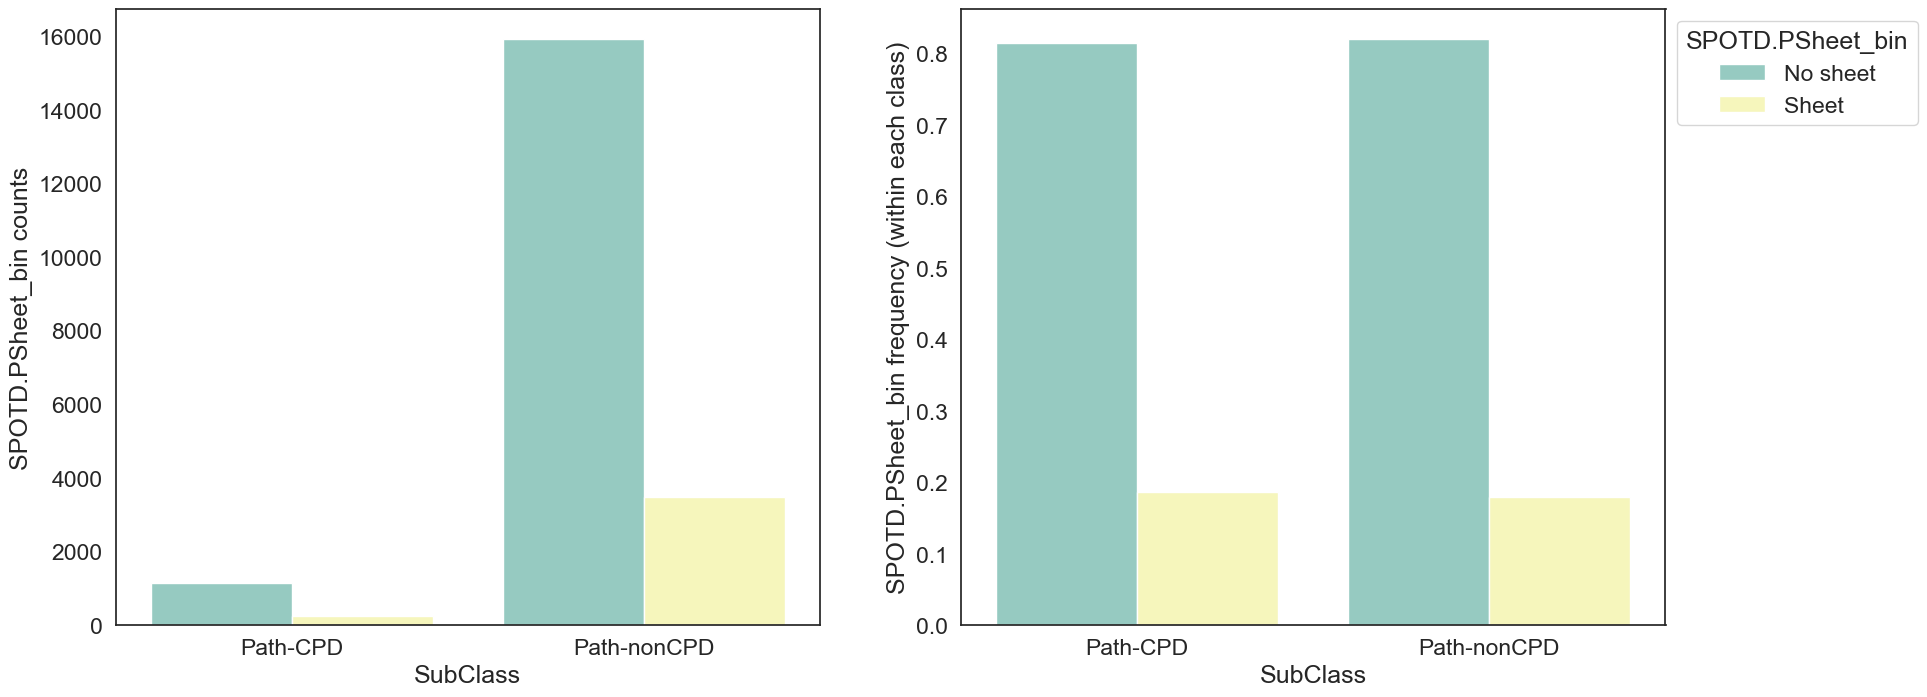 SPOTD.PSheet_bin counts
16000
14000
12000
10000
8000
6000
4000
2000
0
Path-CPD
Path-nonCPD
SubClass
SPOTD.PSheet_bin frequency (within each class)
0.8
0.7
0.6
0.5
0.4
0.3
0.2
0.1
0.0
Path-CPD
Path-nonCPD
SubClass
SPOTD.PSheet_bin
No sheet
Sheet